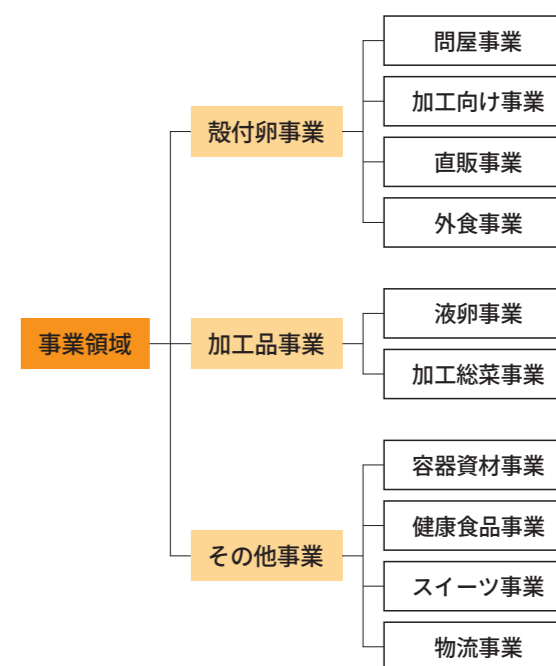 事業領域
殻付卵事業
問屋事業
加工向け事業
直販事業
外食事業
加工品事業
液卵事業
加工総菜事業
その他事業
容器資材事業
健康食品事業
スイーツ事業
物流事業